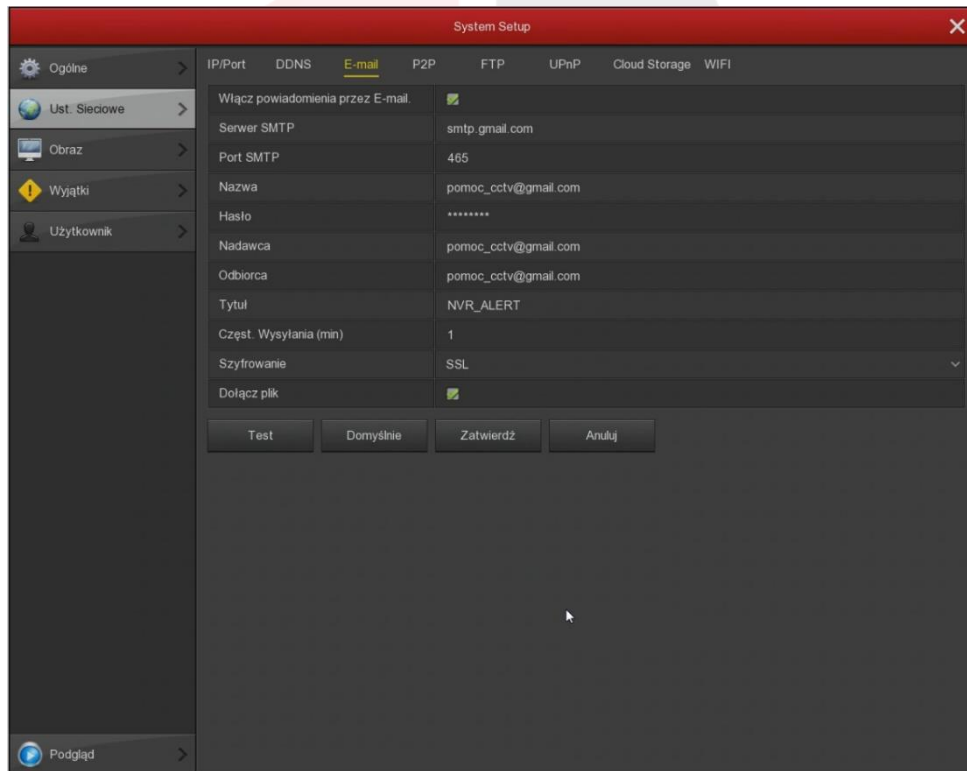 System Setup
Ogólne
Ust. Sieciowe
Obraz
Wyjątki
Użytkownik
Podgląd
IP/Port DDNS E-mail P2P FTP UPnP Cloud Storage WIFI
Włącz powiadomienia przez E-mail.
Serwer SMTP smtp.gmail.com
Port SMTP 465
Nazwa pomoc_cctv@gmail.com
Hasło ********
Nadawca pomoc_cctv@gmail.com
Odbiorca pomoc_cctv@gmail.com
Tytuł NVR_ALERT
Częst. Wysyłania (min) 1
Szyfrowanie SSL
Dołącz plik
Test Domyślnie Zatwierdź Anuluj